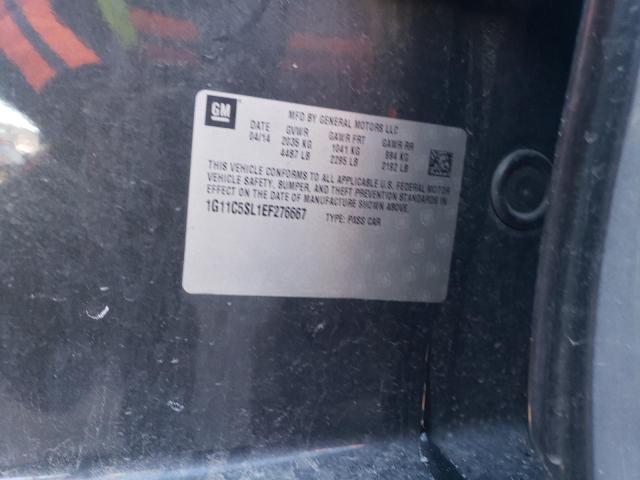 GM
MFD BY GENERAL MOTORS LLC
DATE GVWR GAWR FRT GAWR RR
04/14 2035 KG 1041 KG 994 KG
4487 LB 2295 LB 2192 LB
THIS VEHICLE CONFORMS TO ALL APPLICABLE U.S. FEDERAL MOTOR
VEHICLE SAFETY, BUMPER, AND THEFT PREVENTION STANDARDS IN
EFFECT ON THE DATE OF MANUFACTURE SHOWN ABOVE.
1G11C5SL1EF276667 TYPE: PASS CAR